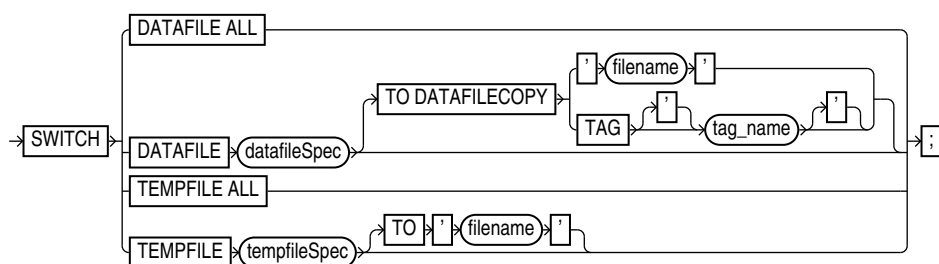 DATAFILE ALL
' filename '
TO DATAFILECOPY
TAG ' tag_name '
SWITCH DATAFILE datafileSpec ;
TEMPFILE ALL
TO ' filename '
TEMPFILE tempfileSpec